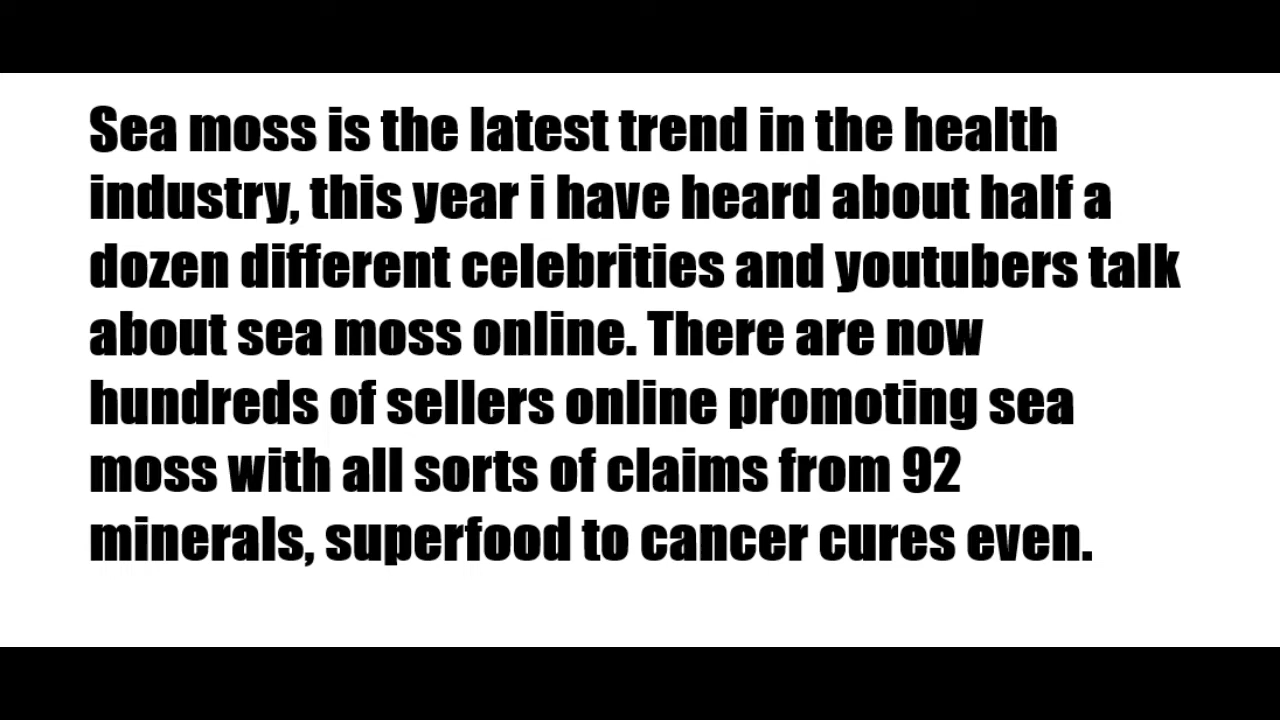 Sea moss is the latest trend in the health
industry, this year i have heard about half a
dozen different celebrities and youtubers talk
about sea moss online. There are now
hundreds of sellers online promoting sea
moss with all sorts of claims from 92
minerals, superfood to cancer cures even.